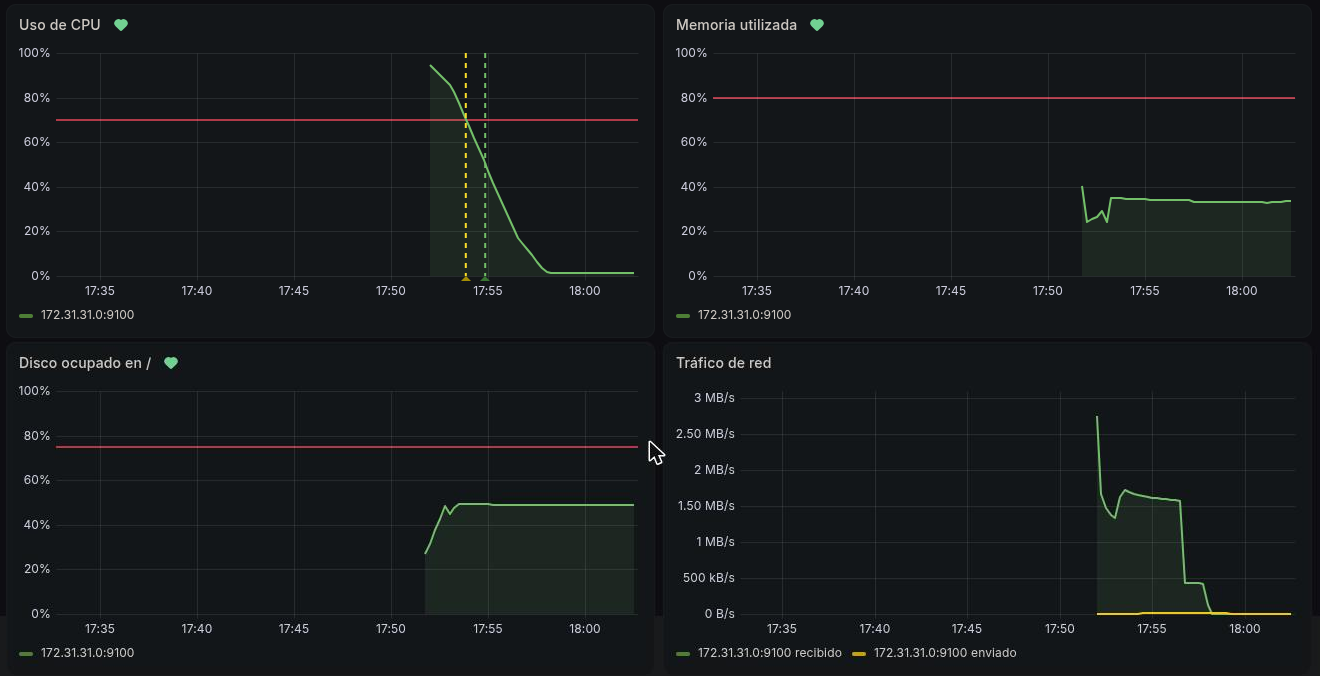 Uso de CPU
100%
80%
60%
40%
20%
0%
17:35 17:40 17:45 17:50 17:55 18:00
172.31.31.0:9100
Memoria utilizada
100%
80%
60%
40%
20%
0%
17:35 17:40 17:45 17:50 17:55 18:00
172.31.31.0:9100
Disco ocupado en /
100%
80%
60%
40%
20%
0%
17:35 17:40 17:45 17:50 17:55 18:00
172.31.31.0:9100
Tráfico de red
3 MB/s
2.50 MB/s
2 MB/s
1.50 MB/s
1 MB/s
500 kB/s
0 B/s
17:35 17:40 17:45 17:50 17:55 18:00
172.31.31.0:9100 recibido 172.31.31.0:9100 enviado